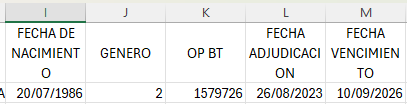 I J K L M
FECHA DE NACIMIENT O GENERO OP BT FECHA ADJUDICACI ON FECHA VENCIMIEN TO
A 20/07/1986 2 1579726 26/08/2023 10/09/2026